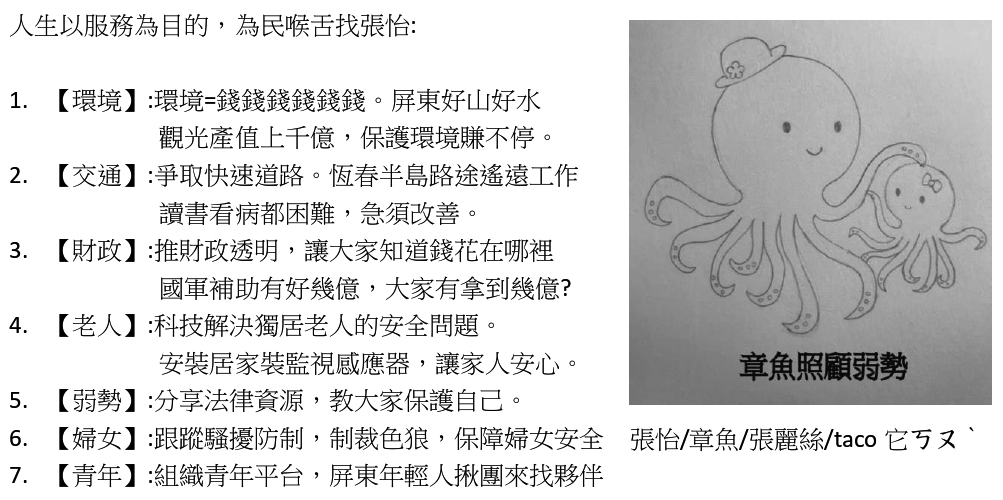 人生以服務為目的，為民喉舌找張怡:
1. 【環境】:環境=錢錢錢錢錢錢。屏東好山好水
觀光產值上千億，保護環境賺不停。
2. 【交通】:爭取快速道路。恆春半島路途遙遠工作
讀書看病都困難，急須改善。
3. 【財政】:推財政透明，讓大家知道錢花在哪裡
國軍補助有好幾億，大家有拿到幾億?
4. 【老人】:科技解決獨居老人的安全問題。
安裝居家裝監視感應器，讓家人安心。
5. 【弱勢】:分享法律資源，教大家保護自己。
6. 【婦女】:跟蹤騷擾防制，制裁色狼，保障婦女安全
7. 【青年】:組織青年平台，屏東年輕人揪團來找夥伴
章魚照顧弱勢
張怡/章魚/張麗絲/taco 它ㄎㄡˋ